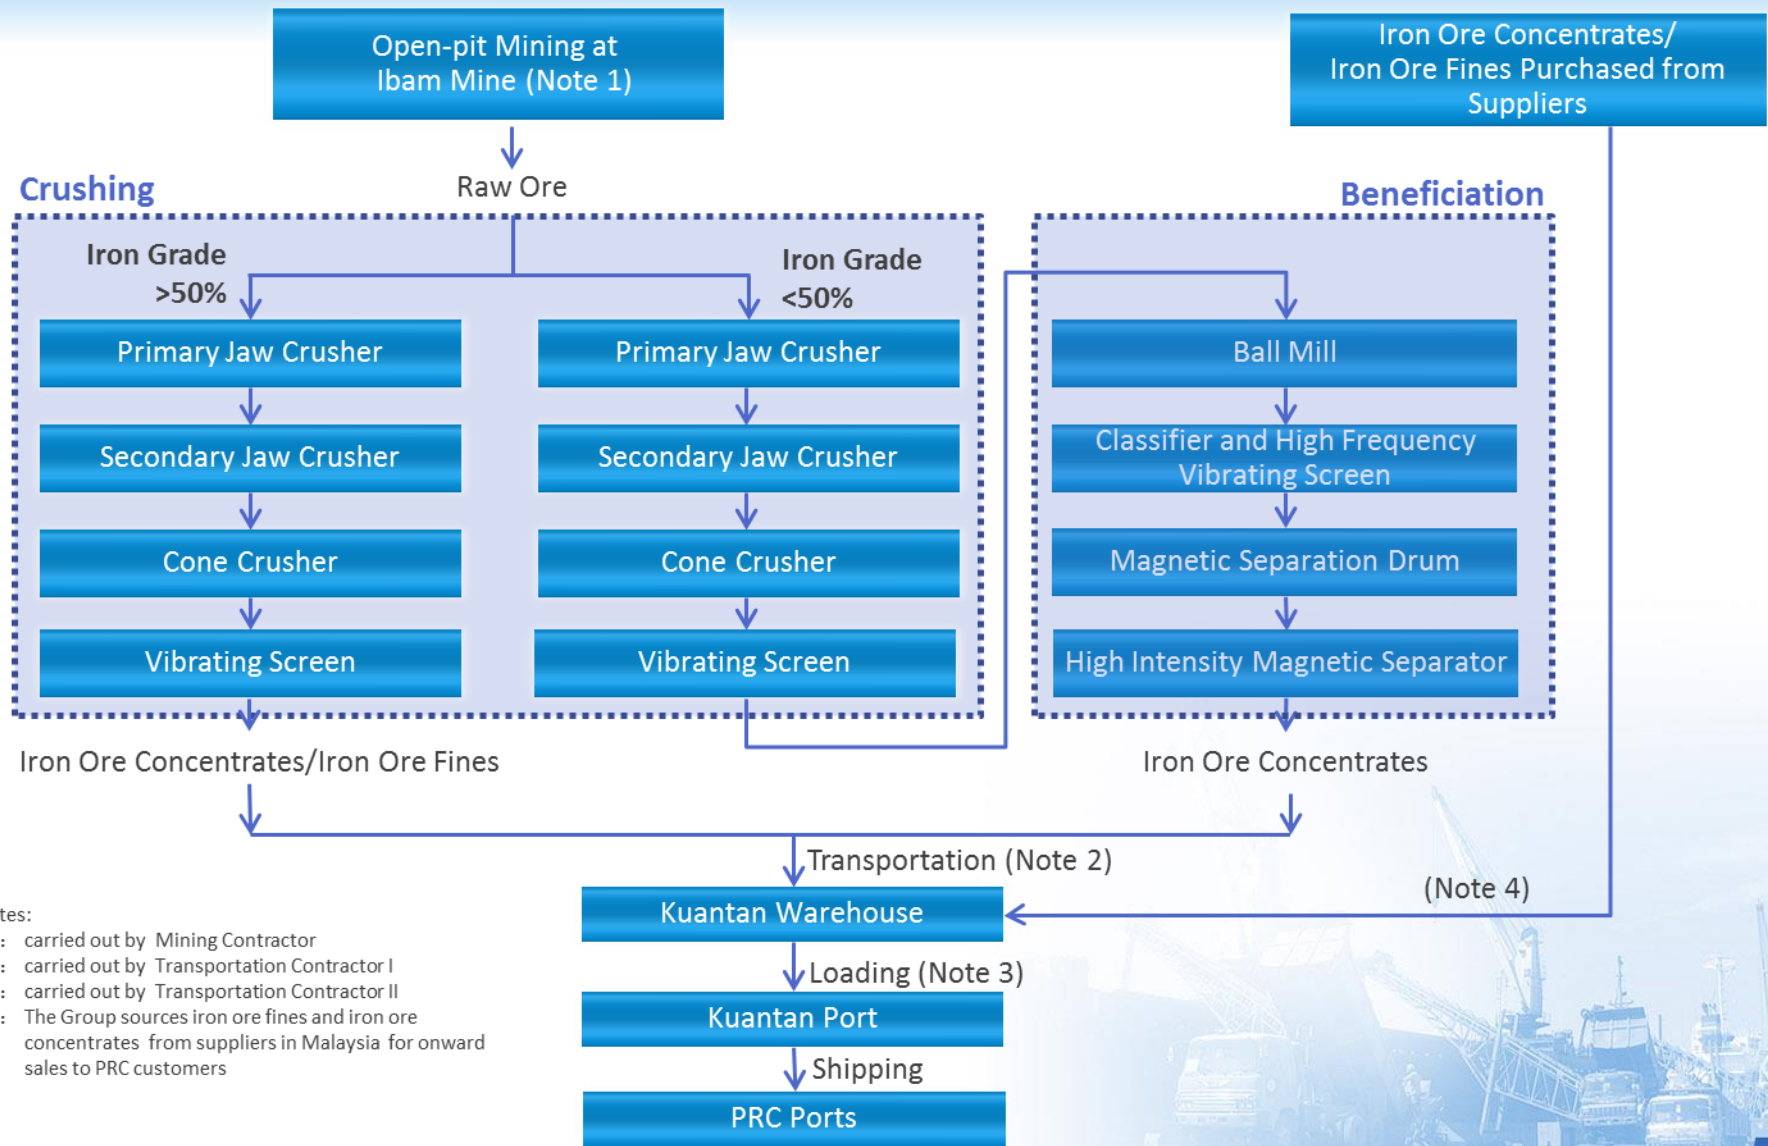 Open-pit Mining at
Ibam Mine (Note 1)
Iron Ore Concentrates/
Iron Ore Fines Purchased from
Suppliers
Raw Ore
Crushing
Beneficiation
Iron Grade
>50%
Iron Grade
<50%
Primary Jaw Crusher
Secondary Jaw Crusher
Cone Crusher
Vibrating Screen
Primary Jaw Crusher
Secondary Jaw Crusher
Cone Crusher
Vibrating Screen
Ball Mill
Classifier and High Frequency
Vibrating Screen
Magnetic Separation Drum
High Intensity Magnetic Separator
Iron Ore Concentrates/Iron Ore Fines
Iron Ore Concentrates
Transportation (Note 2)
(Note 4)
Kuantan Warehouse
Loading (Note 3)
Kuantan Port
Shipping
PRC Ports
tes:
: carried out by Mining Contractor
: carried out by Transportation Contractor I
: carried out by Transportation Contractor II
: The Group sources iron ore fines and iron ore
concentrates from suppliers in Malaysia for onward
sales to PRC customers